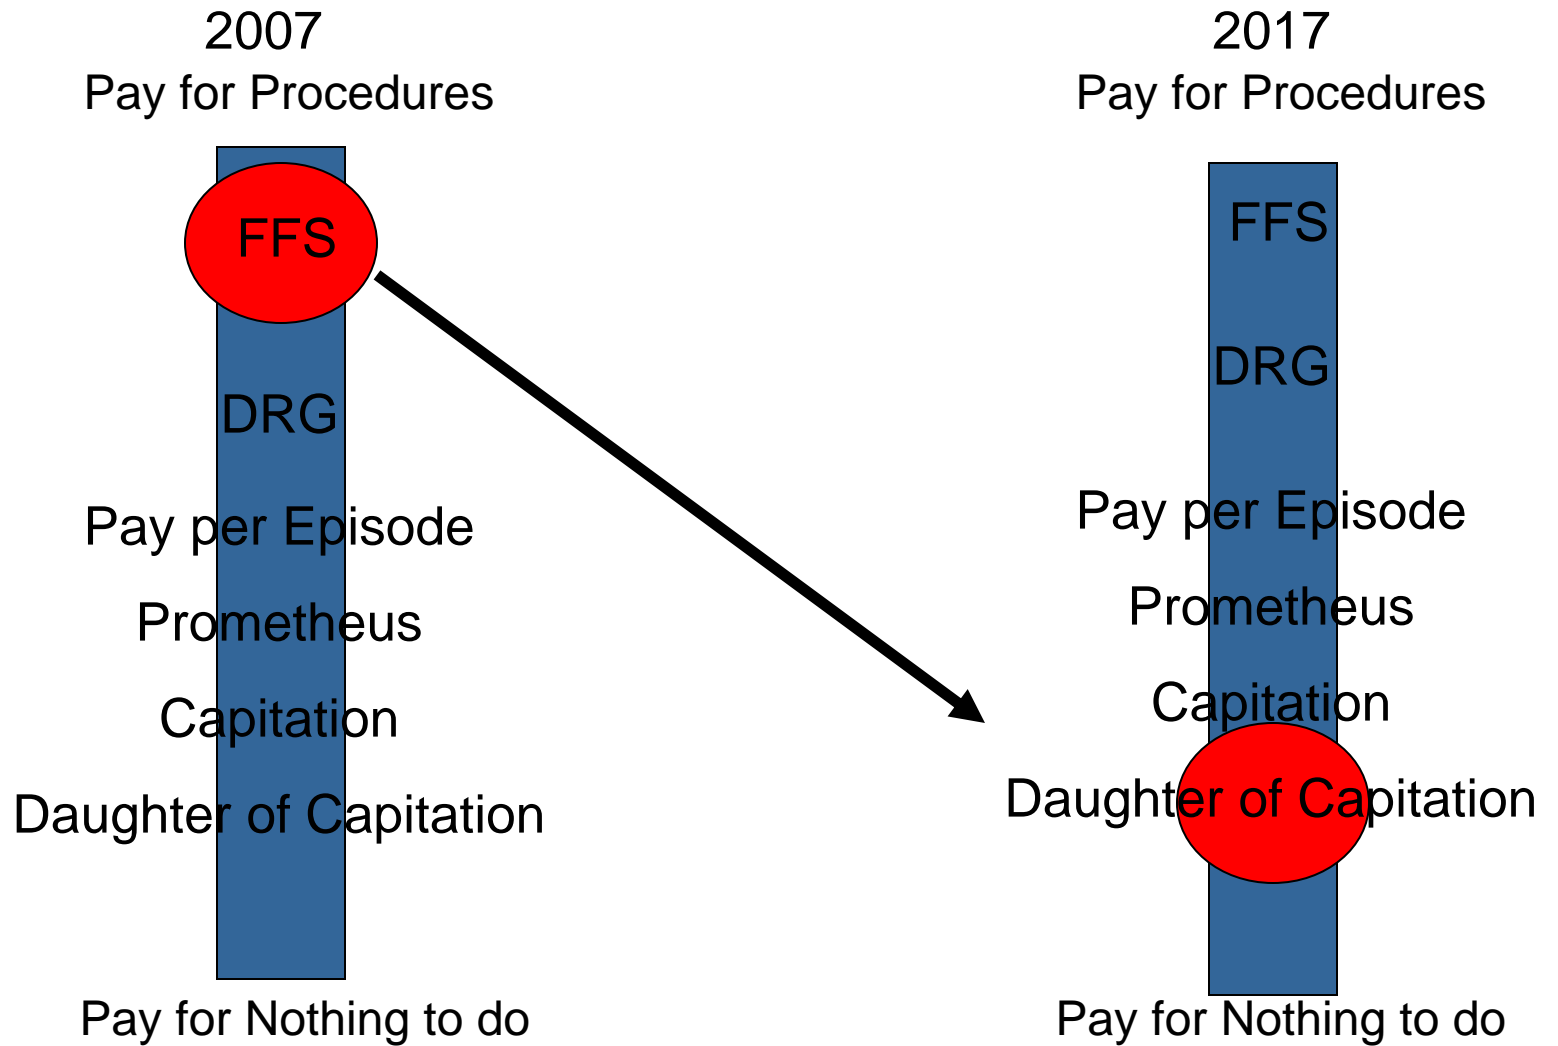 2007
Pay for Procedures
FFS
DRG
Pay per Episode
Prometheus
Capitation
Daughter of Capitation
Pay for Nothing to do
2017
Pay for Procedures
FFS
DRG
Pay per Episode
Prometheus
Capitation
Daughter of Capitation
Pay for Nothing to do